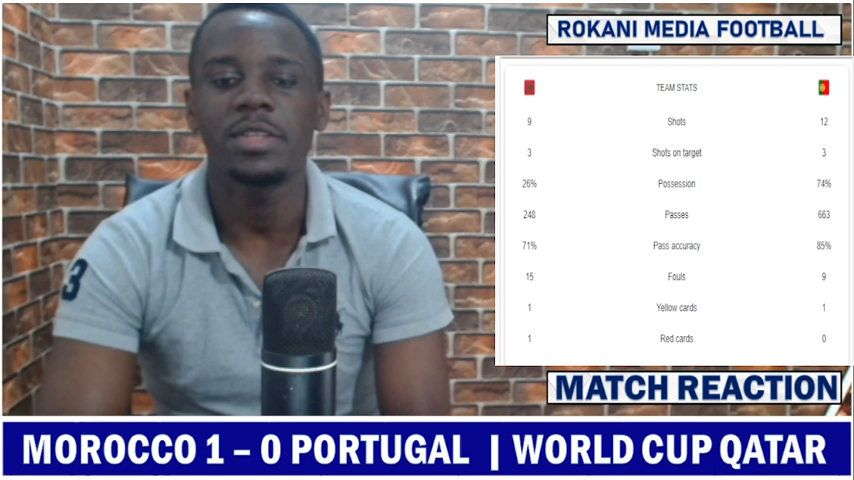 ROKANI MEDIA FOOTBALL
TEAM STATS
9 Shots 12
3 Shots on target 3
26% Possession 74%
248 Passes 663
71% Pass accuracy 85%
15 Fouls 9
1 Yellow cards 1
1 Red cards 0
3
MATCH REACTION
MOROCCO 1 – 0 PORTUGAL | WORLD CUP QATAR